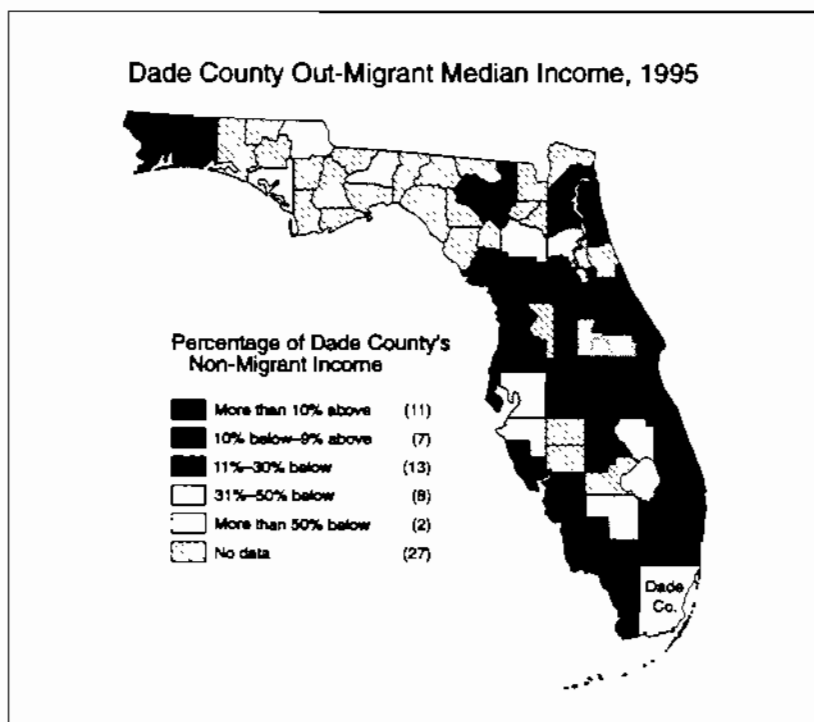 Dade County Out-Migrant Median Income, 1995
Percentage of Dade County's
Non-Migrant Income
More than 10% above (11)
10% below–9% above (7)
11%–30% below (13)
31%–50% below (8)
More than 50% below (2)
No data (27)
Dade
Co.